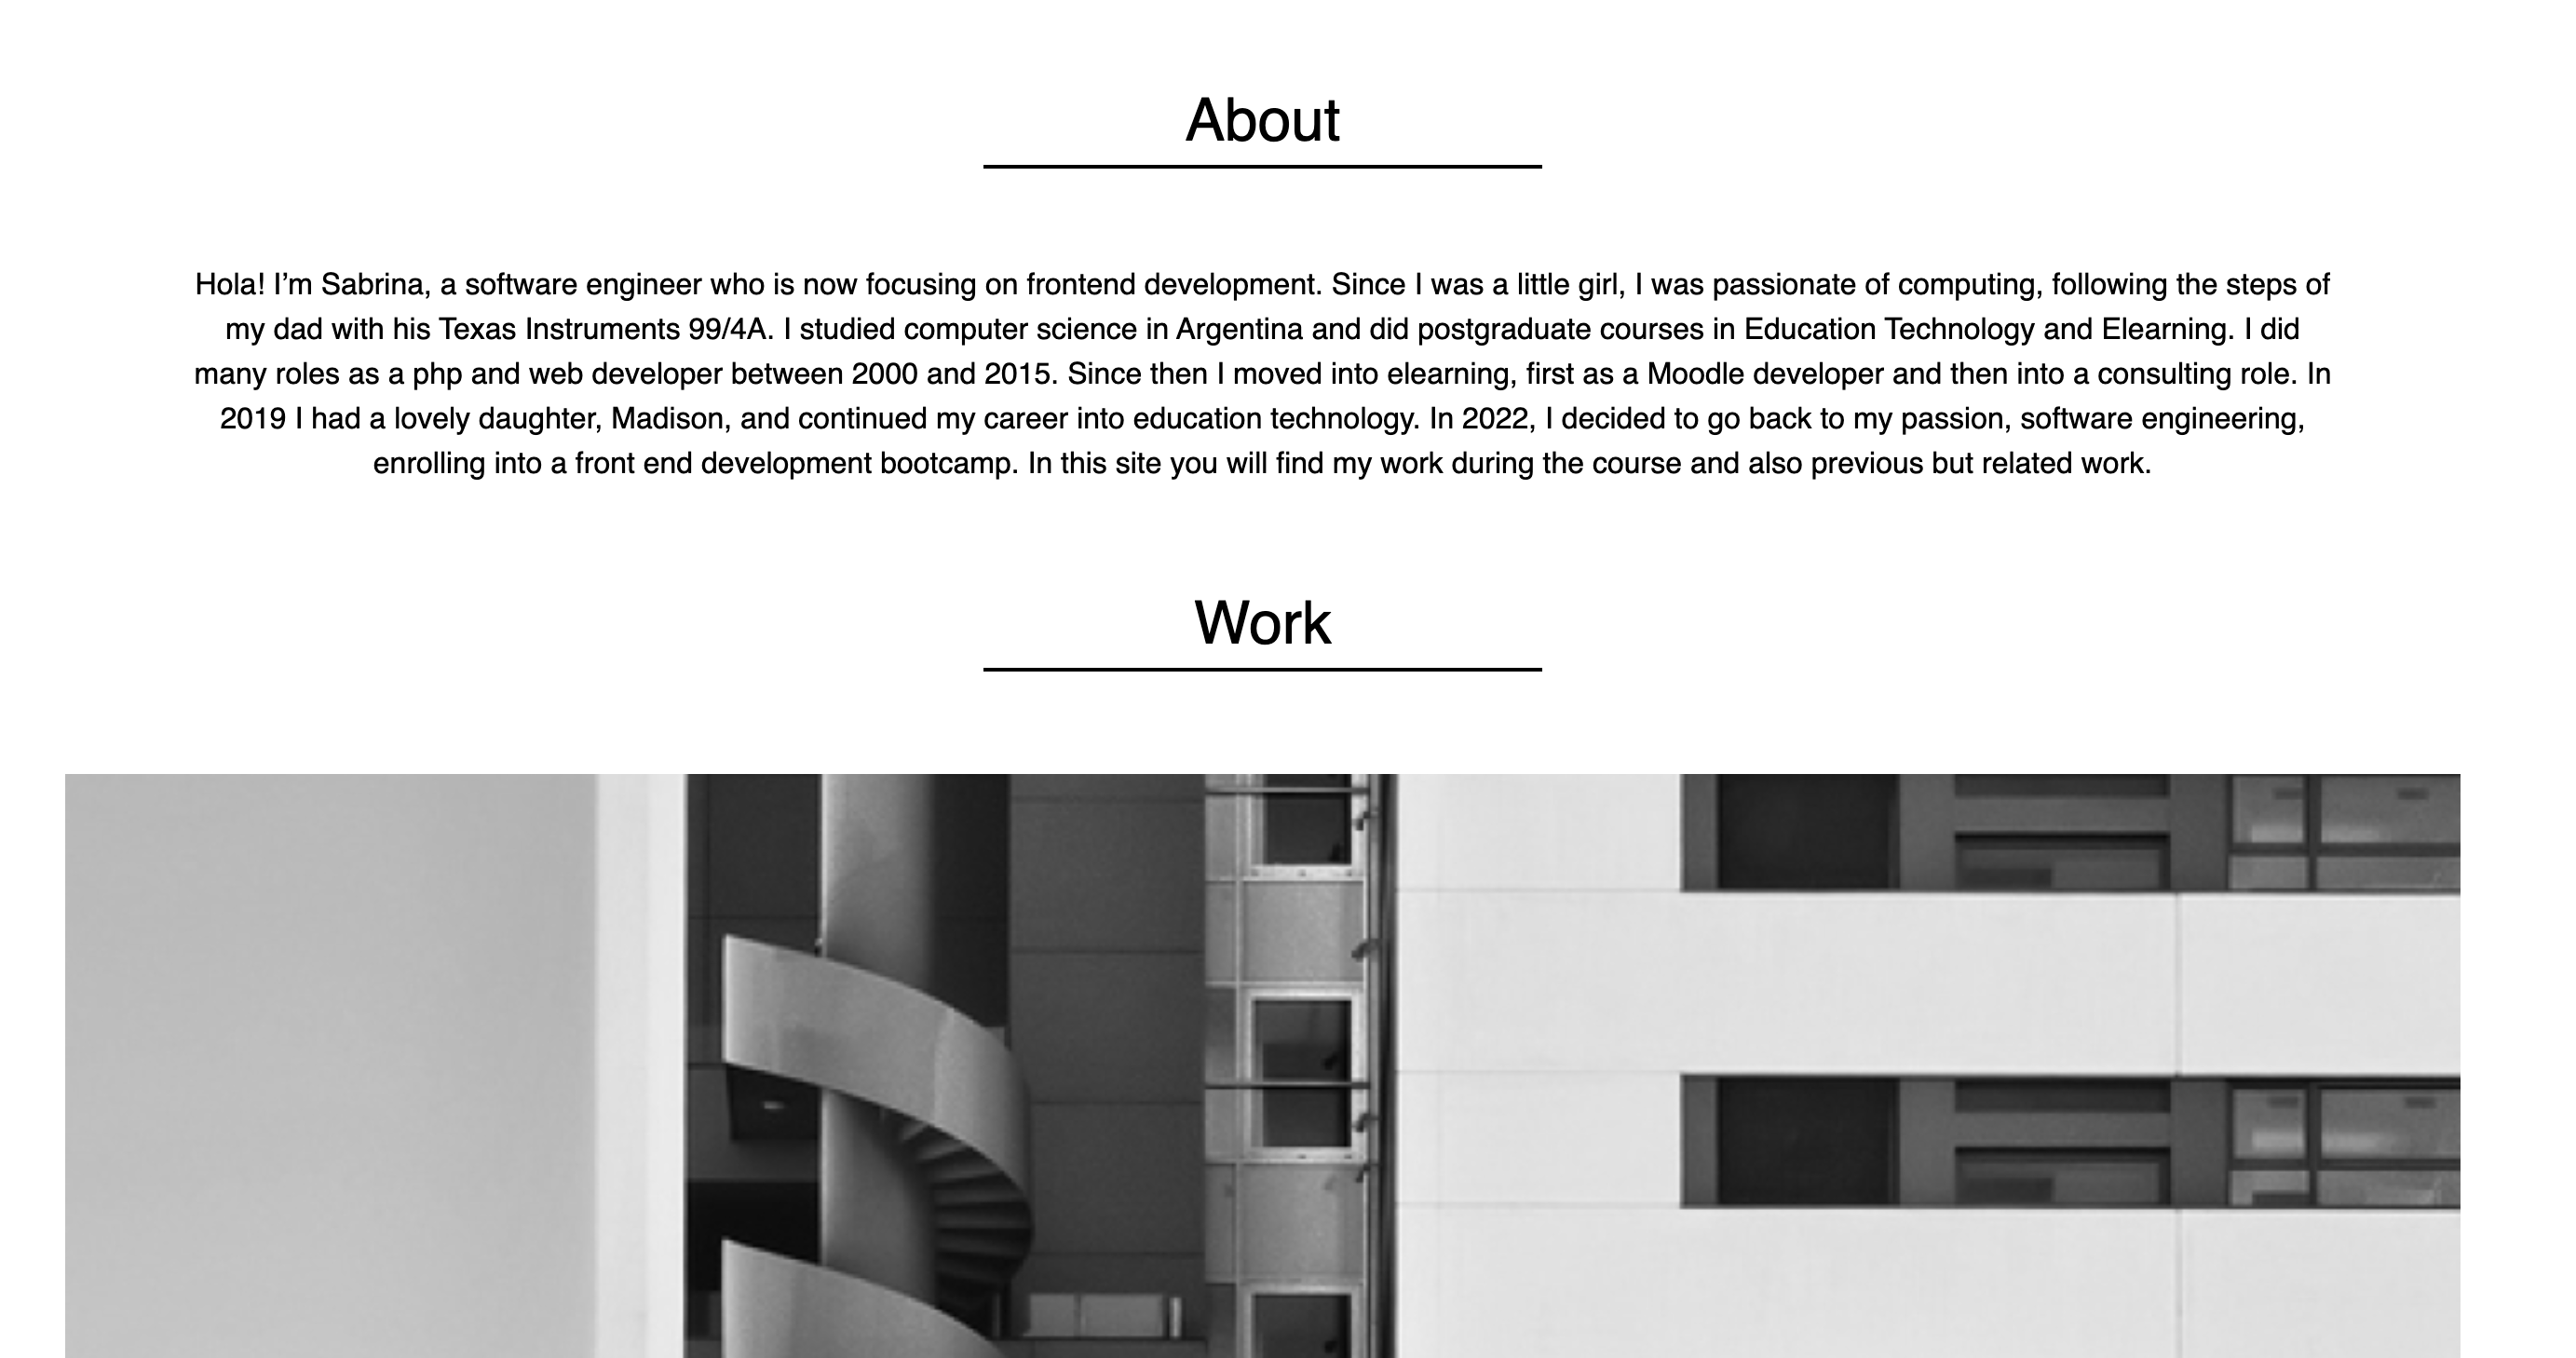 About
Hola! I’m Sabrina, a software engineer who is now focusing on frontend development. Since I was a little girl, I was passionate of computing, following the steps of
my dad with his Texas Instruments 99/4A. I studied computer science in Argentina and did postgraduate courses in Education Technology and Elearning. I did
many roles as a php and web developer between 2000 and 2015. Since then I moved into elearning, first as a Moodle developer and then into a consulting role. In
2019 I had a lovely daughter, Madison, and continued my career into education technology. In 2022, I decided to go back to my passion, software engineering,
enrolling into a front end development bootcamp. In this site you will find my work during the course and also previous but related work.
Work